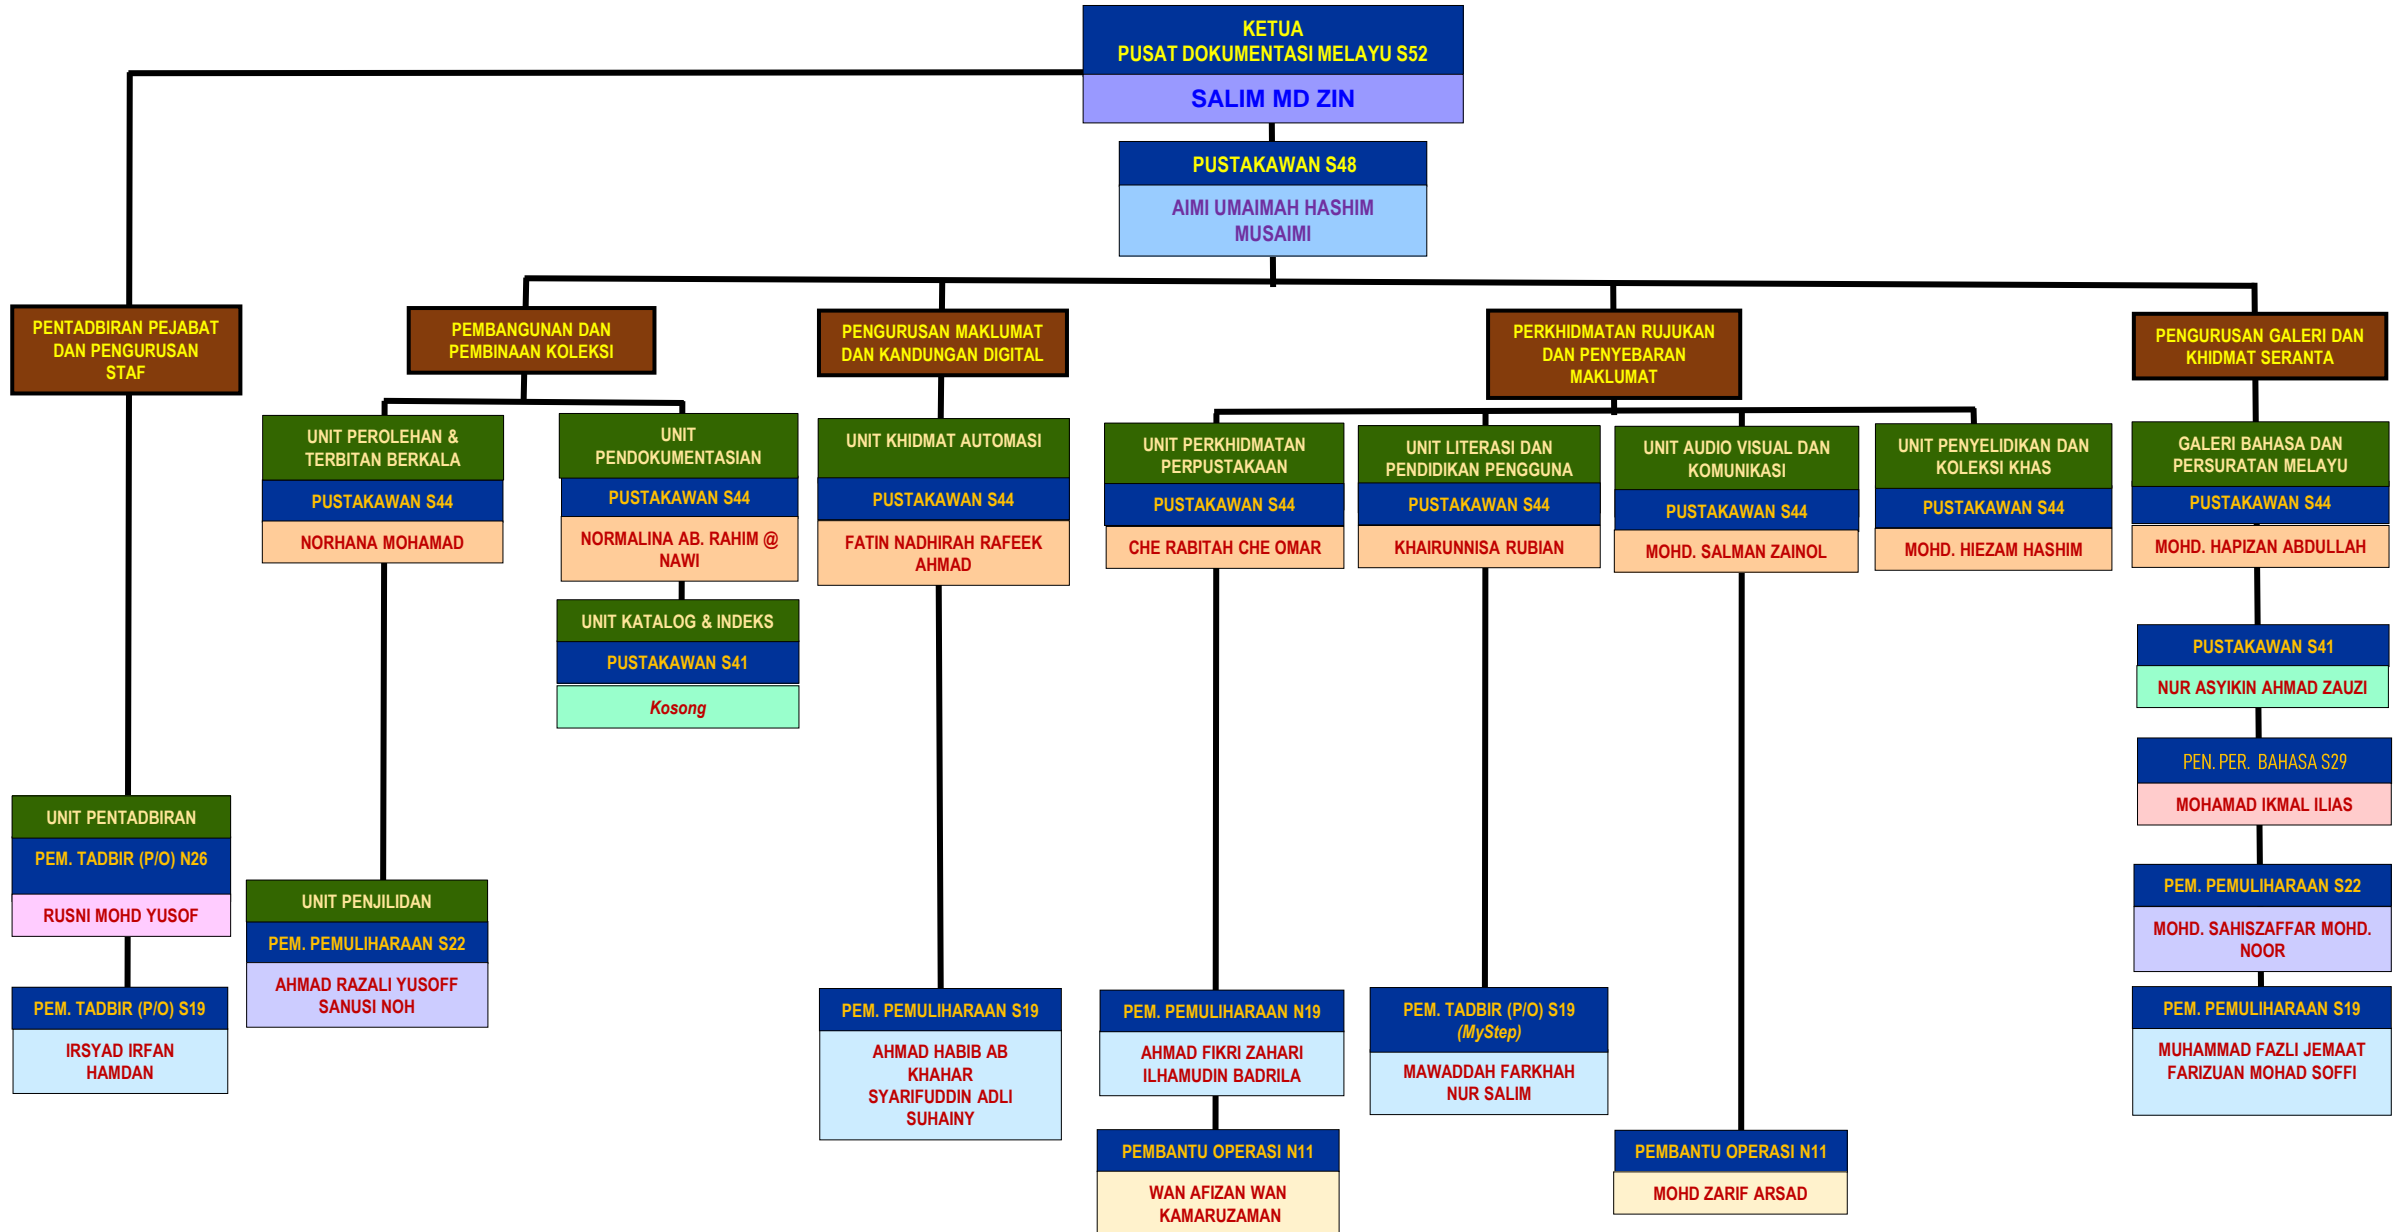 KETUA
PUSAT DOKUMENTASI MELAYU S52
SALIM MD ZIN
PUSTAKAWAN S48
AIMI UMAIMAH HASHIM
MUSAIMI
PENTADBIRAN PEJABAT
DAN PENGURUSAN
STAF
UNIT PENTADBIRAN
PEM. TADBIR (P/O) N26
RUSNI MOHD YUSOF
PEM. TADBIR (P/O) S19
IRSYAD IRFAN
HAMDAN
PEMBANGUNAN DAN
PEMBINAAN KOLEKSI
UNIT PEROLEHAN &
TERBITAN BERKALA
PUSTAKAWAN S44
NORHANA MOHAMAD
UNIT PENJILIDAN
PEM. PEMULIHARAAN S22
AHMAD RAZALI YUSOFF
SANUSI NOH
UNIT
PENDOKUMENTASIAN
PUSTAKAWAN S44
NORMALINA AB. RAHIM @
NAWI
UNIT KATALOG & INDEKS
PUSTAKAWAN S41
Kosong
PENGURUSAN MAKLUMAT
DAN KANDUNGAN DIGITAL
UNIT KHIDMAT AUTOMASI
PUSTAKAWAN S44
FATIN NADHIRAH RAFEEK
AHMAD
PEM. PEMULIHARAAN S19
AHMAD HABIB AB
KHAHAR
SYARIFUDDIN ADLI
SUHAINY
PERKHIDMATAN RUJUKAN
DAN PENYEBARAN
MAKLUMAT
UNIT PERKHIDMATAN
PERPUSTAKAAN
PUSTAKAWAN S44
CHE RABITAH CHE OMAR
PEM. PEMULIHARAAN N19
AHMAD FIKRI ZAHARI
ILHAMUDIN BADRILA
PEMBANTU OPERASI N11
WAN AFIZAN WAN
KAMARUZAMAN
UNIT LITERASI DAN
PENDIDIKAN PENGGUNA
PUSTAKAWAN S44
KHAIRUNNISA RUBIAN
PEM. TADBIR (P/O) S19
(MyStep)
MAWADDAH FARKHAH
NUR SALIM
UNIT AUDIO VISUAL DAN
KOMUNIKASI
PUSTAKAWAN S44
MOHD. SALMAN ZAINOL
PEMBANTU OPERASI N11
MOHD ZARIF ARSAD
UNIT PENYELIDIKAN DAN
KOLEKSI KHAS
PUSTAKAWAN S44
MOHD. HIEZAM HASHIM
PENGURUSAN GALERI DAN
KHIDMAT SERANTA
GALERI BAHASA DAN
PERSURATAN MELAYU
PUSTAKAWAN S44
MOHD. HAPIZAN ABDULLAH
PUSTAKAWAN S41
NUR ASYIKIN AHMAD ZAUZI
PEN. PER. BAHASA S29
MOHAMAD IKMAL ILIAS
PEM. PEMULIHARAAN S22
MOHD. SAHISZAFFAR MOHD.
NOOR
PEM. PEMULIHARAAN S19
MUHAMMAD FAZLI JEMAAT
FARIZUAN MOHAD SOFFI